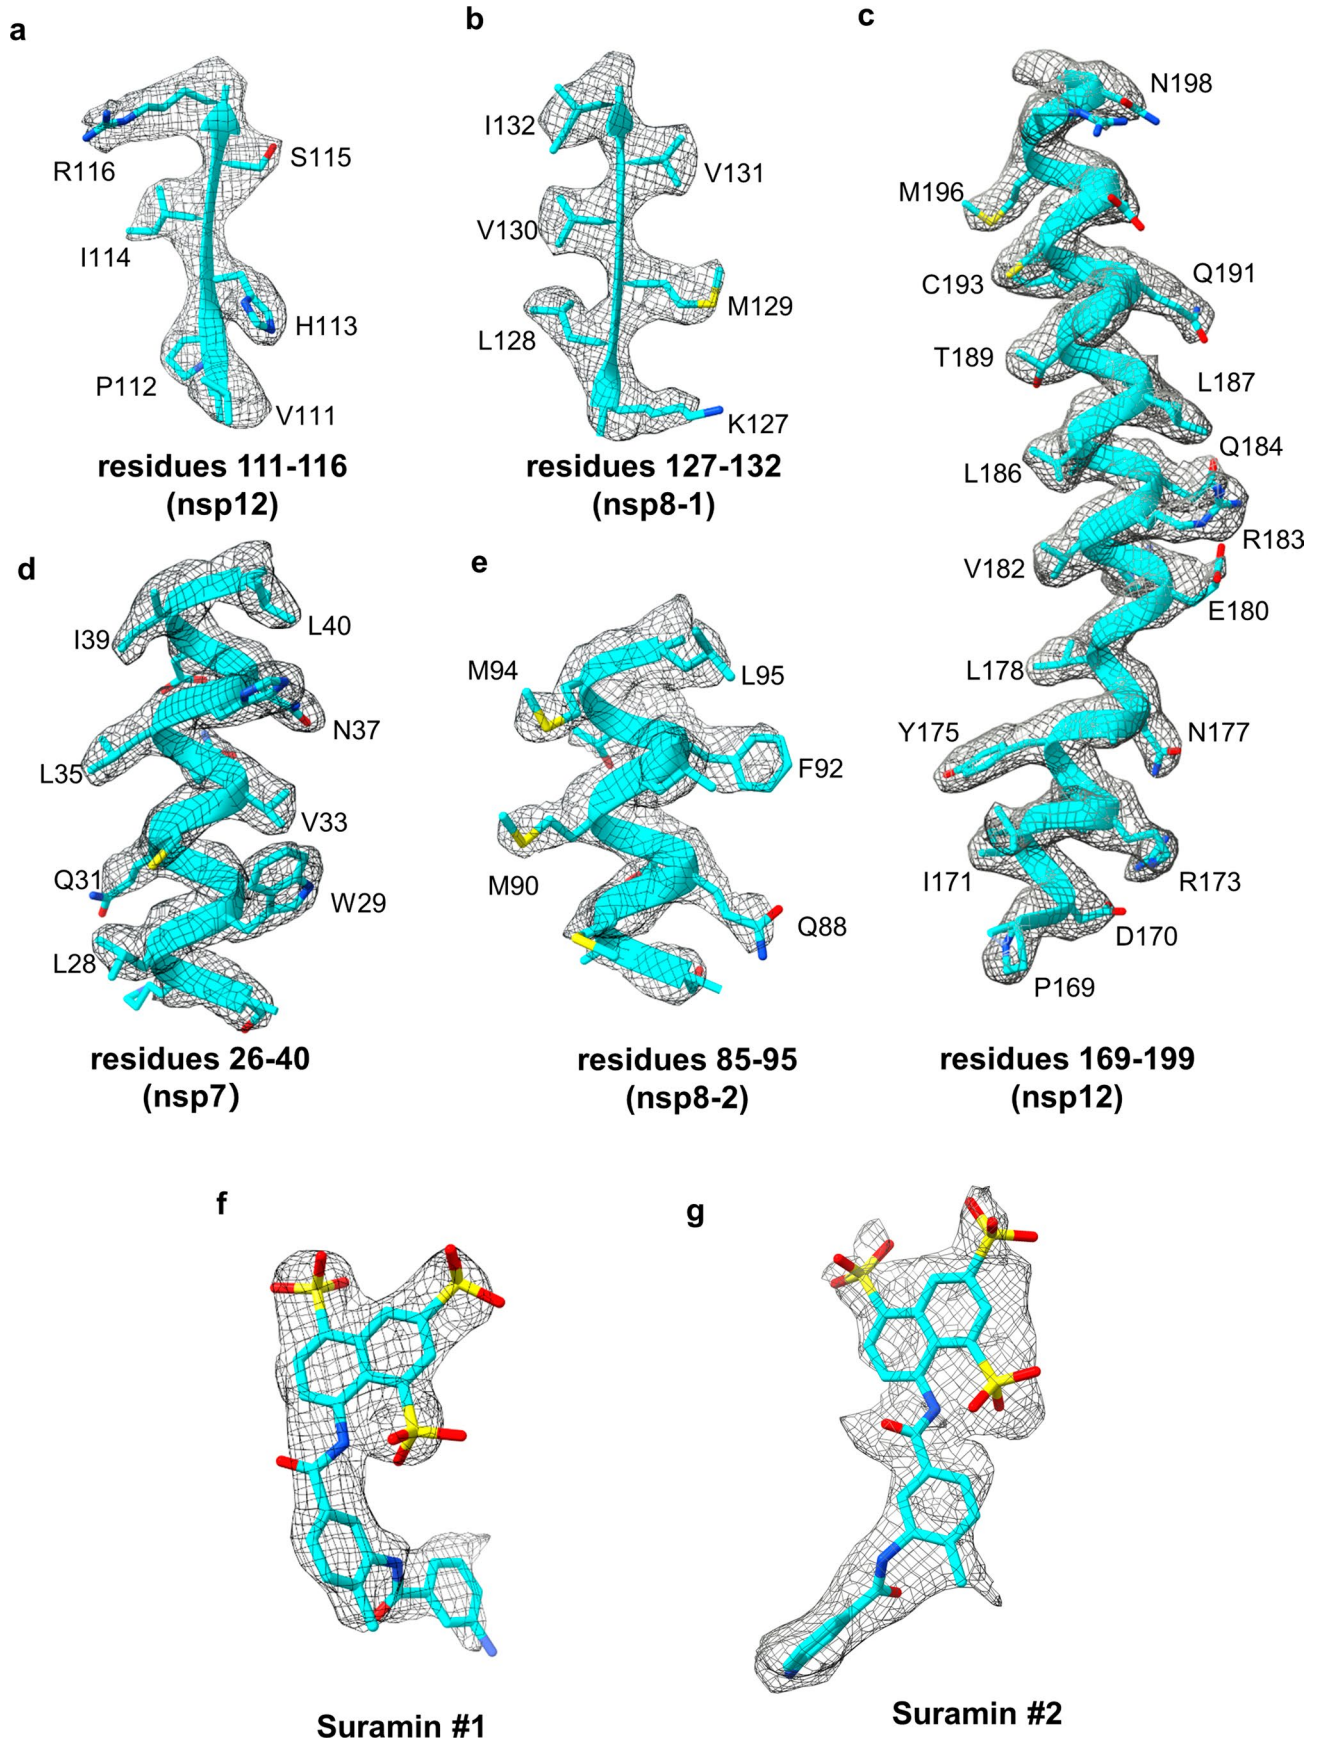 a
R116
S115
I114
H113
P112
V111
residues 111-116
(nsp12)
b
I132
V131
V130
M129
L128
K127
residues 127-132
(nsp8-1)
c
N198
M196
Q191
C193
T189
L187
Q184
L186
R183
V182
E180
L178
Y175
N177
I171
R173
D170
P169
residues 169-199
(nsp12)
d
I39
L40
N37
L35
V33
Q31
W29
L28
residues 26-40
(nsp7)
e
M94
L95
F92
M90
Q88
residues 85-95
(nsp8-2)
f
Suramin #1
g
Suramin #2